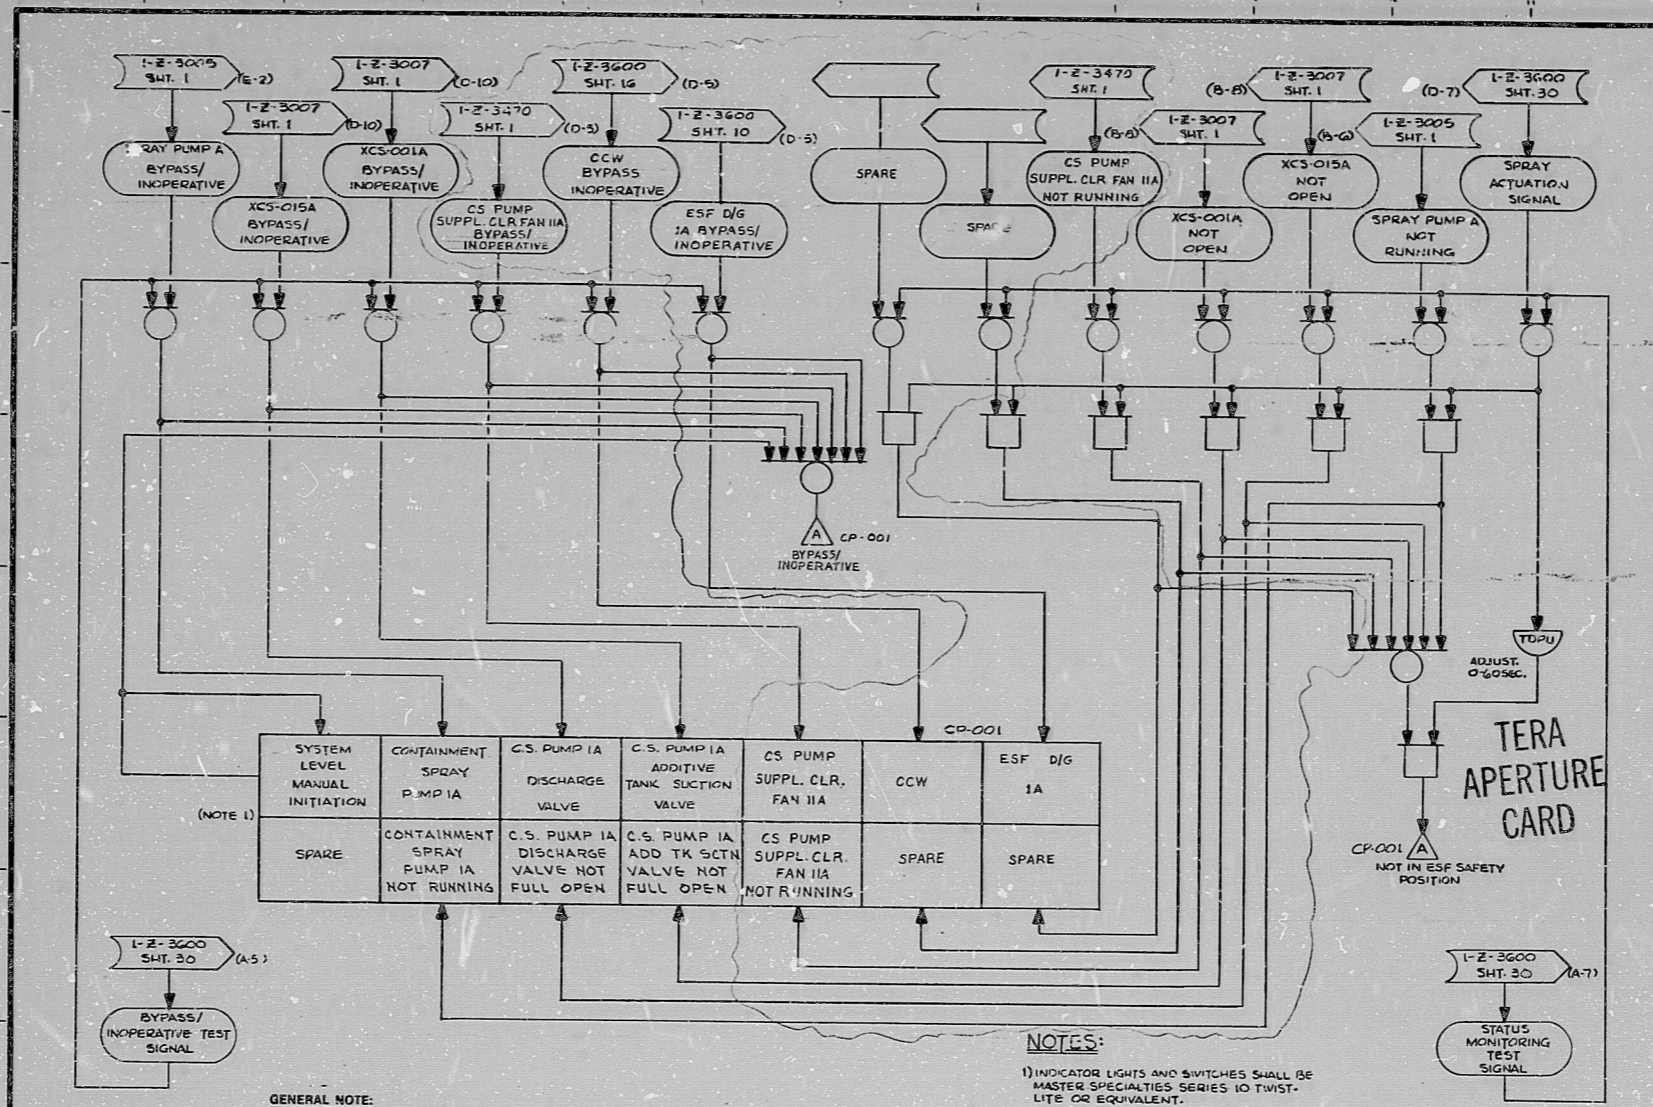 1-Z-3005
SHT. 1
(E-2)
1-Z-3007
SHT. 1
(C-10)
1-Z-3600
SHT. 16
(D-5)
1-Z-3470
SHT. 1
1-Z-3007
SHT. 1
(B-8)
1-Z-3600
SHT. 30
(D-7)
1-Z-3007
SHT. 1
(D-10)
1-Z-3470
SHT. 1
(D-5)
1-Z-3600
SHT. 10
(D-5)
1-Z-3007
SHT. 1
(B-8)
1-Z-3005
SHT. 1
(B-6)
PUMP A
BYPASS/
INOPERATIVE
XCS-001A
BYPASS/
INOPERATIVE
CCW
BYPASS
INOPERATIVE
SPARE
CS PUMP
SUPPL. CLR FAN 11A
NOT RUNNING
XCS-015A
NOT
OPEN
SPRAY
ACTUATION
SIGNAL
XCS-015A
BYPASS/
INOPERATIVE
CS PUMP
SUPPL. CLR FAN 11A
BYPASS/
INOPERATIVE
ESF D/G
1A BYPASS/
INOPERATIVE
SPARE
XCS-001A
NOT
OPEN
SPRAY PUMP A
NOT
RUNNING
A
CP-001
BYPASS/
INOPERATIVE
TDPU
ADJUST.
0-60SEC.
CP-001
SYSTEM
LEVEL
MANUAL
INITIATION
CONTAINMENT
SPRAY
PUMP 1A
C.S. PUMP 1A
DISCHARGE
VALVE
C.S. PUMP 1A
ADDITIVE
TANK SUCTION
VALVE
CS PUMP
SUPPL. CLR.
FAN 11A
CCW
ESF D/G
1A
(NOTE 1)
SPARE
CONTAINMENT
SPRAY
PUMP 1A
NOT RUNNING
C.S. PUMP 1A
DISCHARGE
VALVE NOT
FULL OPEN
C.S. PUMP 1A
ADD TK SCTN
VALVE NOT
FULL OPEN
CS PUMP
SUPPL. CLR.
FAN 11A
NOT RUNNING
SPARE
SPARE
TERA
APERTURE
CARD
CP-001
A
NOT IN ESF SAFETY
POSITION
1-Z-3600
SHT. 30
(A-5)
BYPASS/
INOPERATIVE TEST
SIGNAL
1-Z-3600
SHT. 30
(A-7)
STATUS
MONITORING
TEST
SIGNAL
NOTES:
1) INDICATOR LIGHTS AND SWITCHES SHALL BE
MASTER SPECIALTIES SERIES 10 TWIST-
LITE OR EQUIVALENT.
GENERAL NOTE: